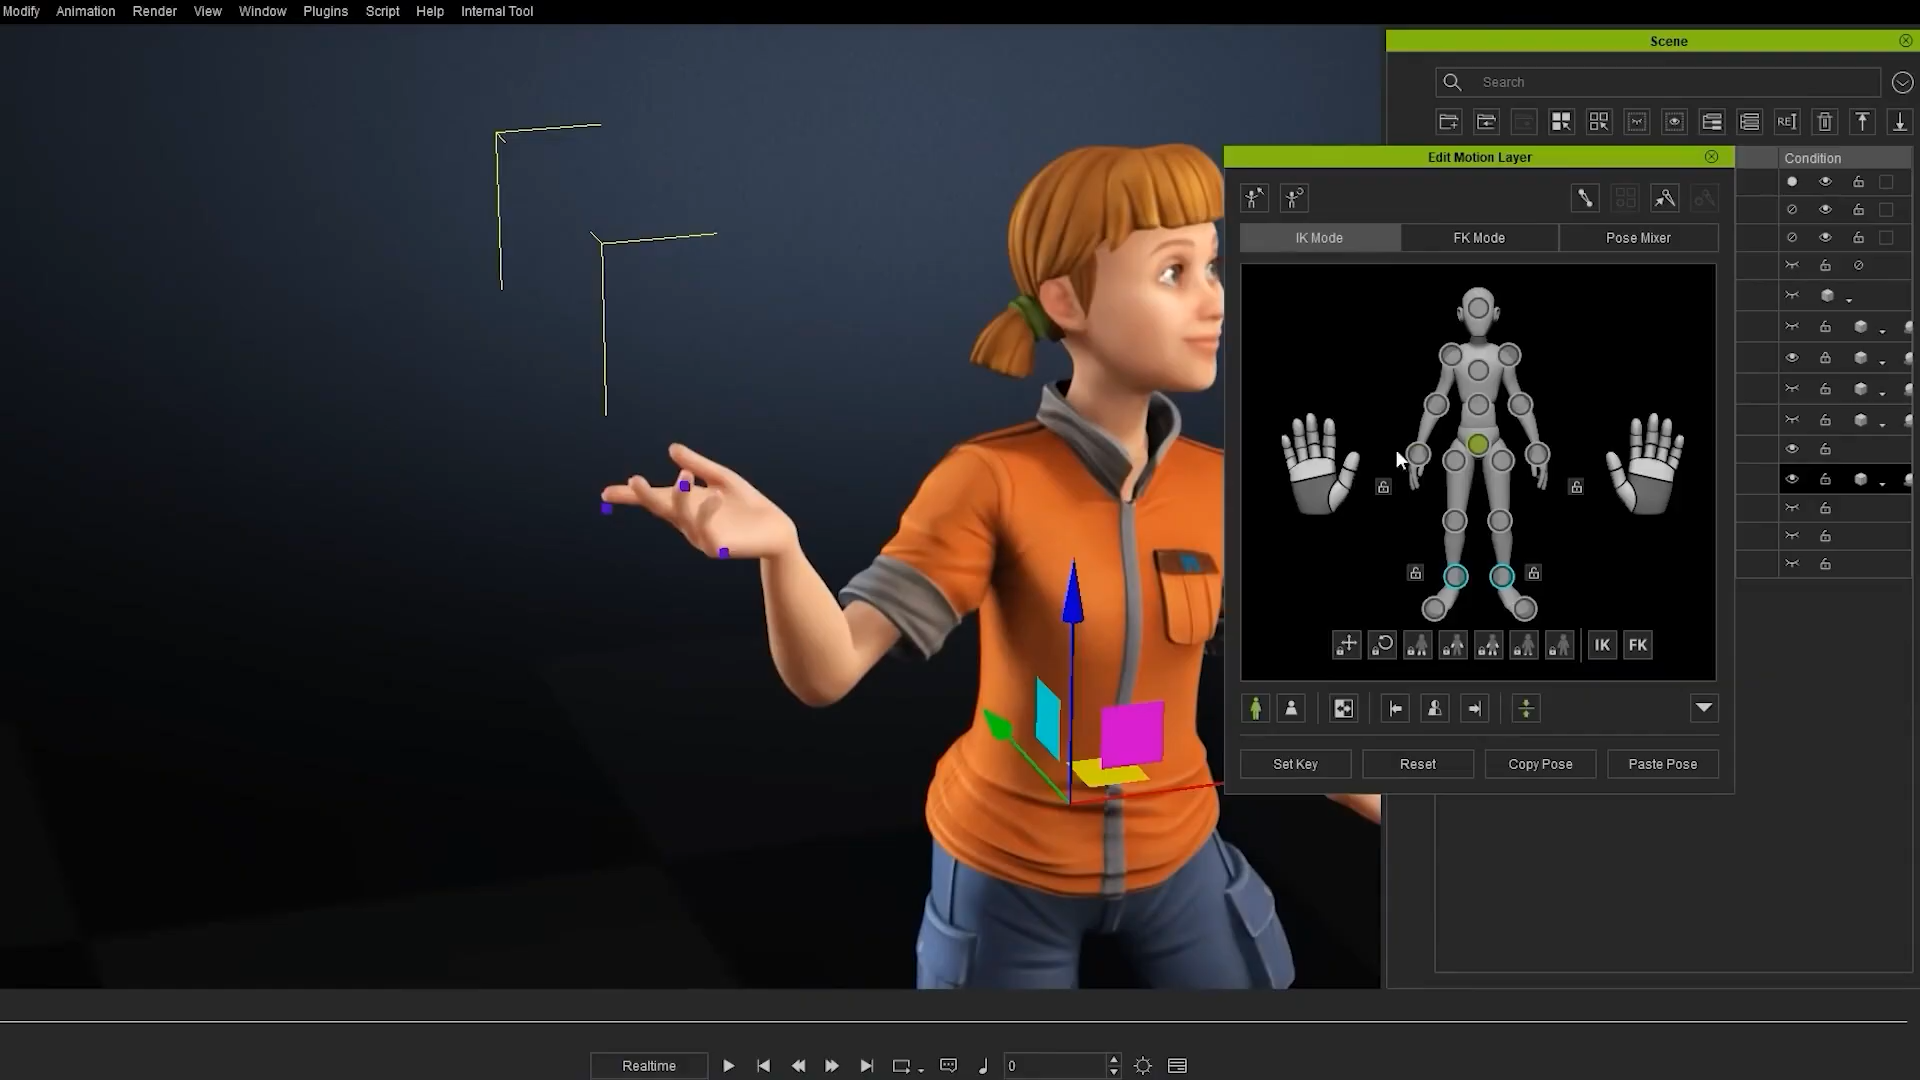 Modify Animation Render View Window Plugins Script Help Internal Tool
Scene
Search
RE
Edit Motion Layer
Condition
IK Mode FK Mode Pose Mixer
IK FK
Set Key Reset Copy Pose Paste Pose
Realtime 0